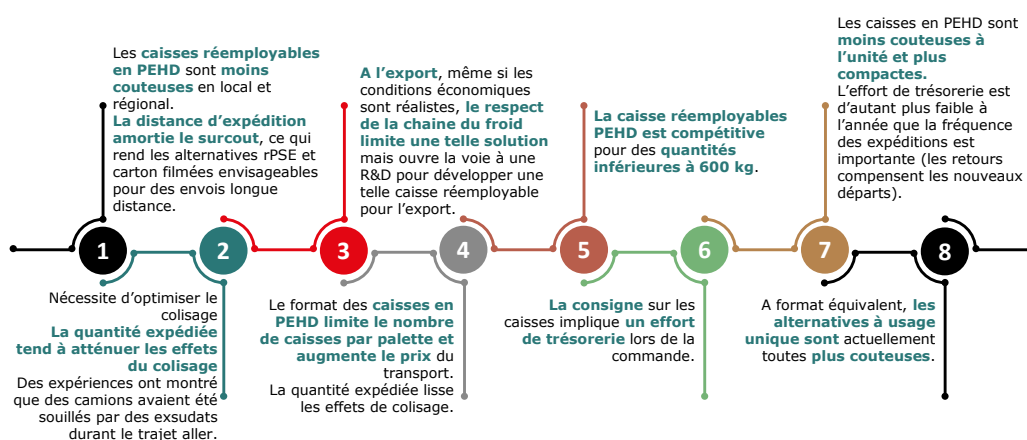 Les caisses réemployables
en PEHD sont moins
couteuses en local et
régional.
La distance d'expédition
amortie le surcout, ce qui
rend les alternatives rPSE et
carton filmées envisageables
pour des envois longue
distance.
A l'export, même si les
conditions économiques
sont réalistes, le respect
de la chaine du froid
limite une telle solution
mais ouvre la voie à une
R&D pour développer une
telle caisse réemployable
pour l'export.
La caisse réemployables
PEHD est compétitive
pour des quantités
inférieures à 600 kg.
Les caisses en PEHD sont
moins couteuses à
l'unité et plus
compactes.
L'effort de trésorerie est
d'autant plus faible à
l'année que la fréquence
des expéditions est
importante (les retours
compensent les nouveaux
départs).
1
2
3
4
5
6
7
8
Nécessite d'optimiser le
colisage
La quantité expédiée
tend à atténuer les effets
du colisage
Des expériences ont montré
que des camions avaient été
souillés par des exsudats
durant le trajet aller.
Le format des caisses en
PEHD limite le nombre
de caisses par palette et
augmente le prix du
transport.
La quantité expédiée lisse
les effets de colisage.
La consigne sur les
caisses implique un effort
de trésorerie lors de la
commande.
A format équivalent, les
alternatives à usage
unique sont actuellement
toutes plus couteuses.